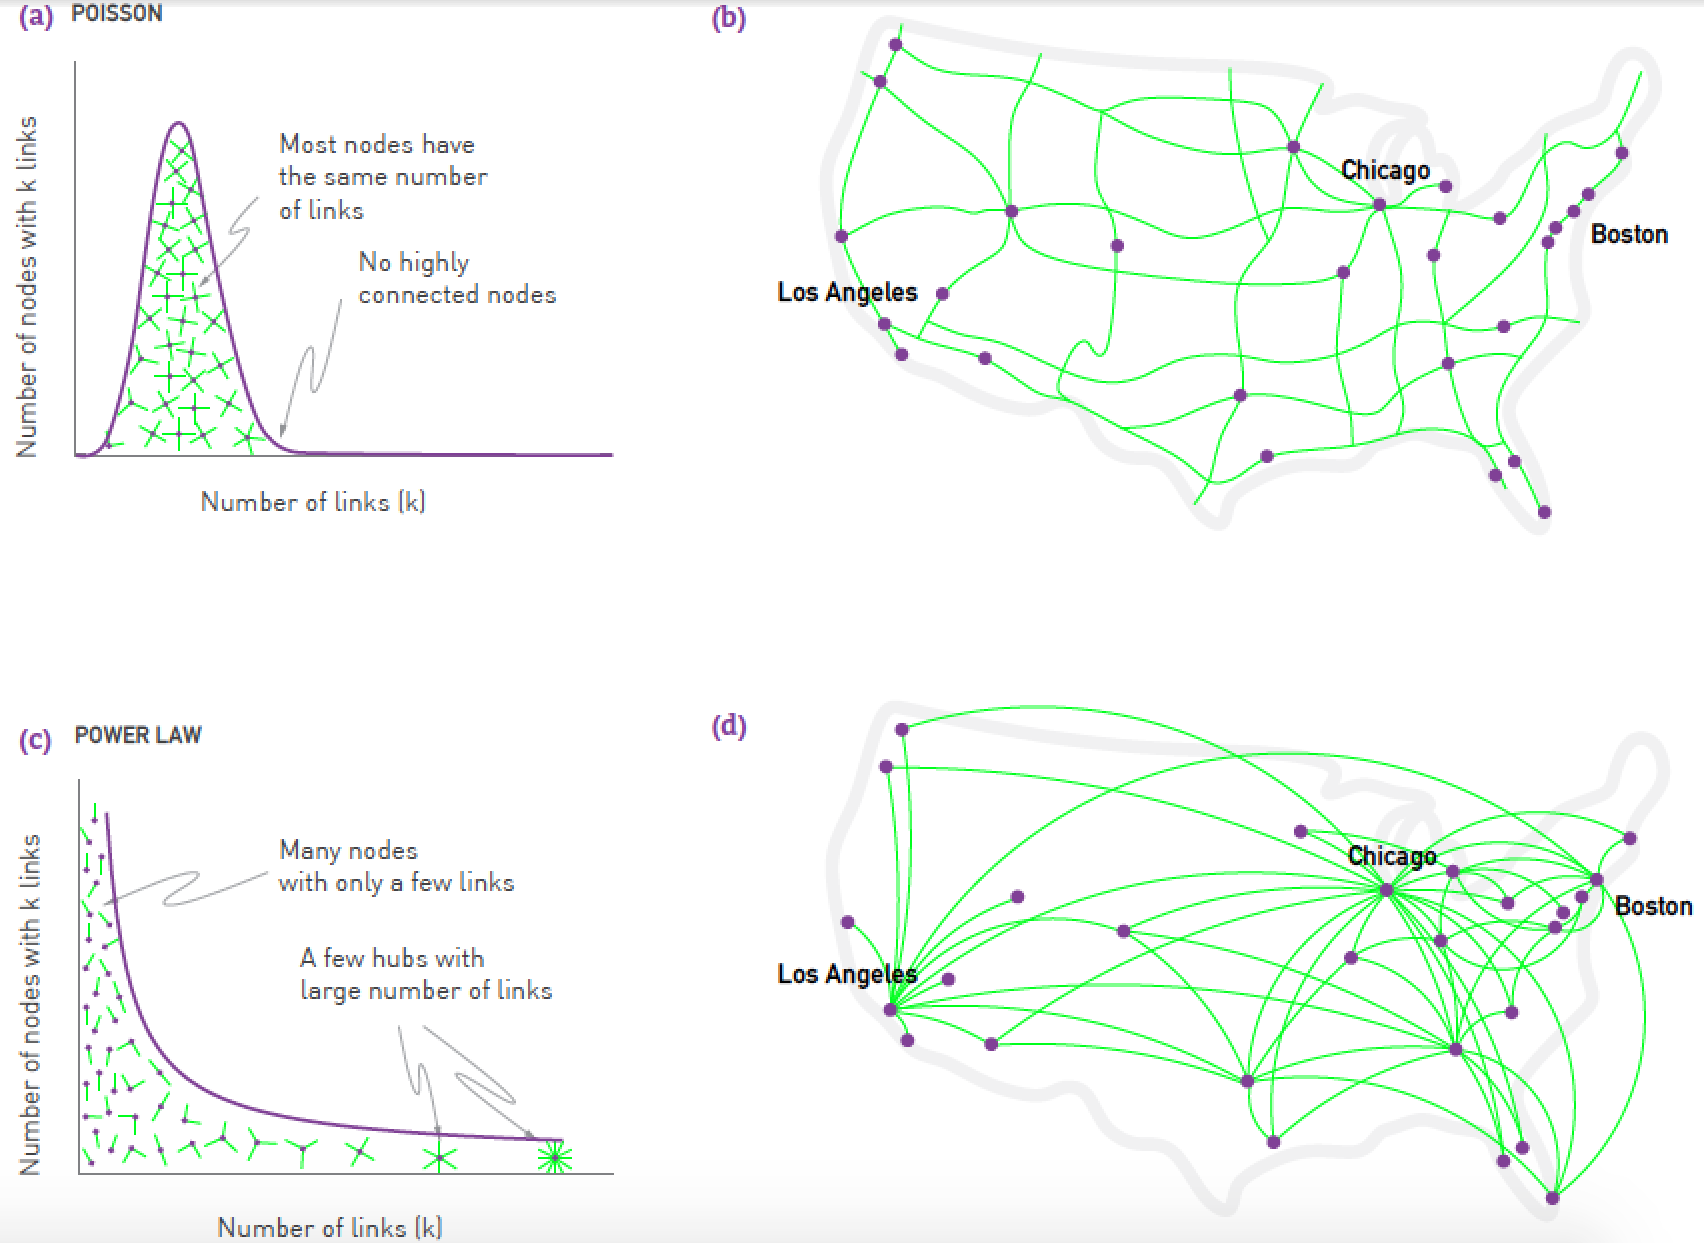 (a) POISSON
Number of nodes with k links
Most nodes have
the same number
of links
No highly
connected nodes
Number of links (k)
(b)
Chicago
Boston
Los Angeles
(c) POWER LAW
Number of nodes with k links
Many nodes
with only a few links
A few hubs with
large number of links
Number of links (k)
(d)
Chicago
Boston
Los Angeles